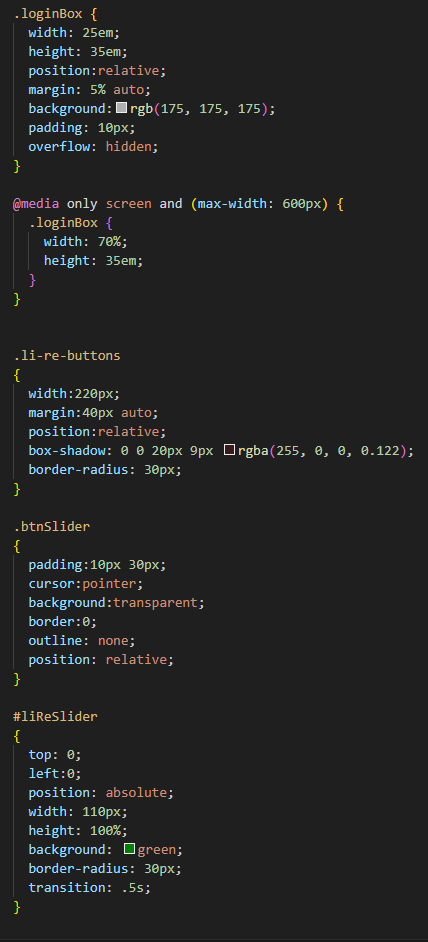 .loginBox {
width: 25em;
height: 35em;
position:relative;
margin: 5% auto;
background: rgb(175, 175, 175);
padding: 10px;
overflow: hidden;
}
@media only screen and (max-width: 600px) {
.loginBox {
width: 70%;
height: 35em;
}
}
.li-re-buttons
{
width:220px;
margin:40px auto;
position:relative;
box-shadow: 0 0 20px 9px rgba(255, 0, 0, 0.122);
border-radius: 30px;
}
.btnSlider
{
padding:10px 30px;
cursor:pointer;
background:transparent;
border:0;
outline: none;
position: relative;
}
#liReSlider
{
top: 0;
left:0;
position: absolute;
width: 110px;
height: 100%;
background: green;
border-radius: 30px;
transition: .5s;
}